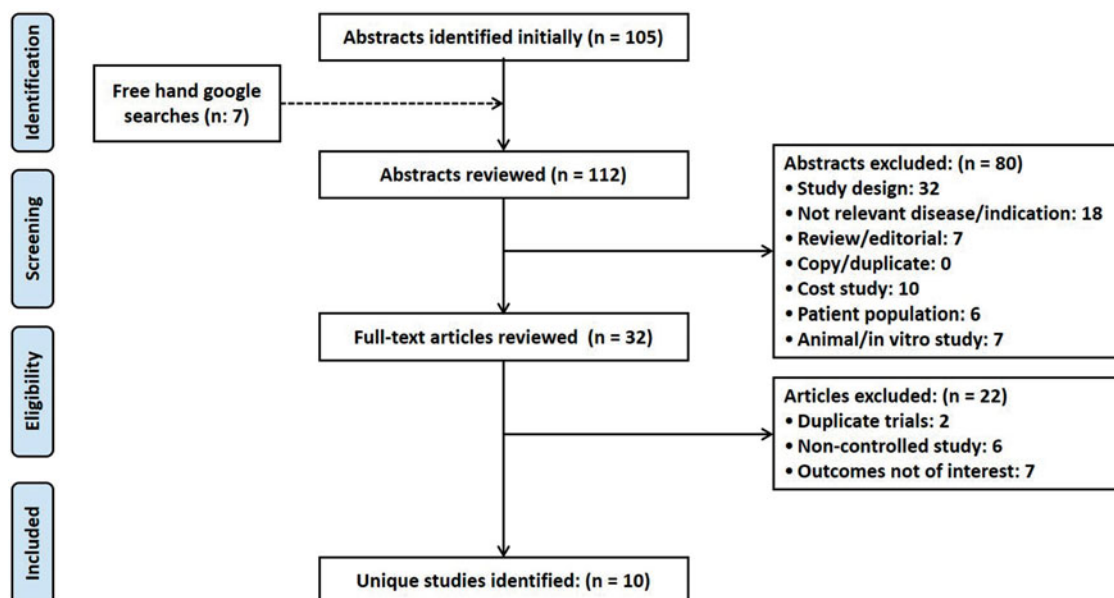 Identification
Abstracts identified initially (n = 105)
Free hand google
searches (n: 7)
Abstracts reviewed (n = 112)
Screening
Abstracts excluded: (n = 80)
• Study design: 32
• Not relevant disease/indication: 18
• Review/editorial: 7
• Copy/duplicate: 0
• Cost study: 10
• Patient population: 6
• Animal/in vitro study: 7
Eligibility
Full-text articles reviewed (n = 32)
Articles excluded: (n = 22)
• Duplicate trials: 2
• Non-controlled study: 6
• Outcomes not of interest: 7
Included
Unique studies identified: (n = 10)